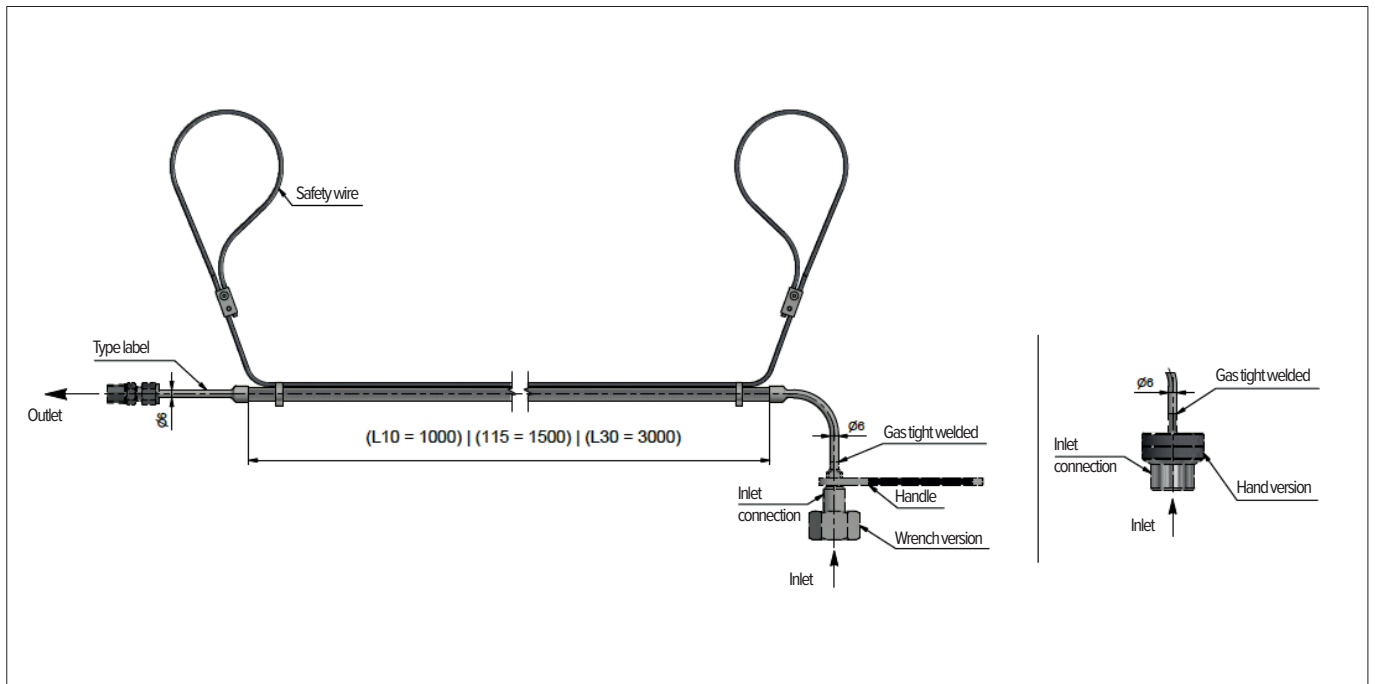 Safety wire
Type label
Outlet
Ø6
(L10 = 1000) | (115 = 1500) | (L30 = 3000)
Ø6
Gas tight welded
Handle
Inlet
connection
Wrench version
Inlet
Ø6
Gas tight welded
Inlet
connection
Hand version
Inlet